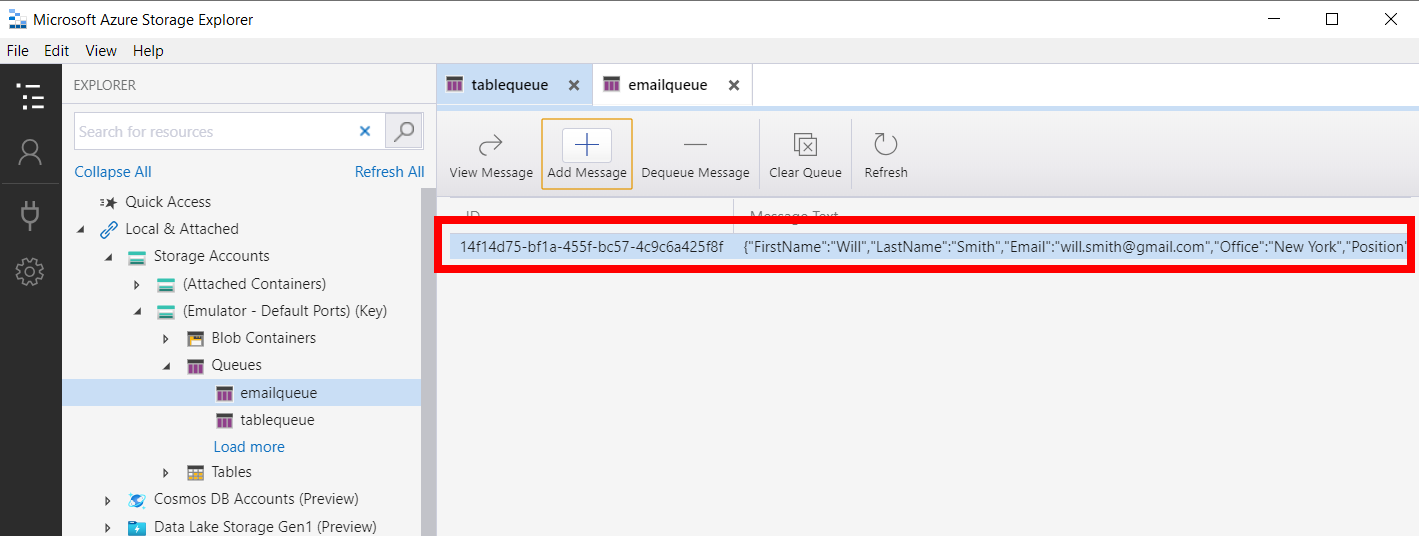 Microsoft Azure Storage Explorer
File Edit View Help
EXPLORER
Search for resources
Collapse All Refresh All
Quick Access
Local & Attached
Storage Accounts
(Attached Containers)
(Emulator - Default Ports) (Key)
Blob Containers
Queues
emailqueue
tablequeue
Load more
Tables
Cosmos DB Accounts (Preview)
Data Lake Storage Gen1 (Preview)
tablequeue emailqueue
View Message Add Message Dequeue Message Clear Queue Refresh
ID Message Text
14f14d75-bf1a-455f-bc57-4c9c6a425f8f {"FirstName":"Will","LastName":"Smith","Email":"will.smith@gmail.com","Office":"New York","Position"